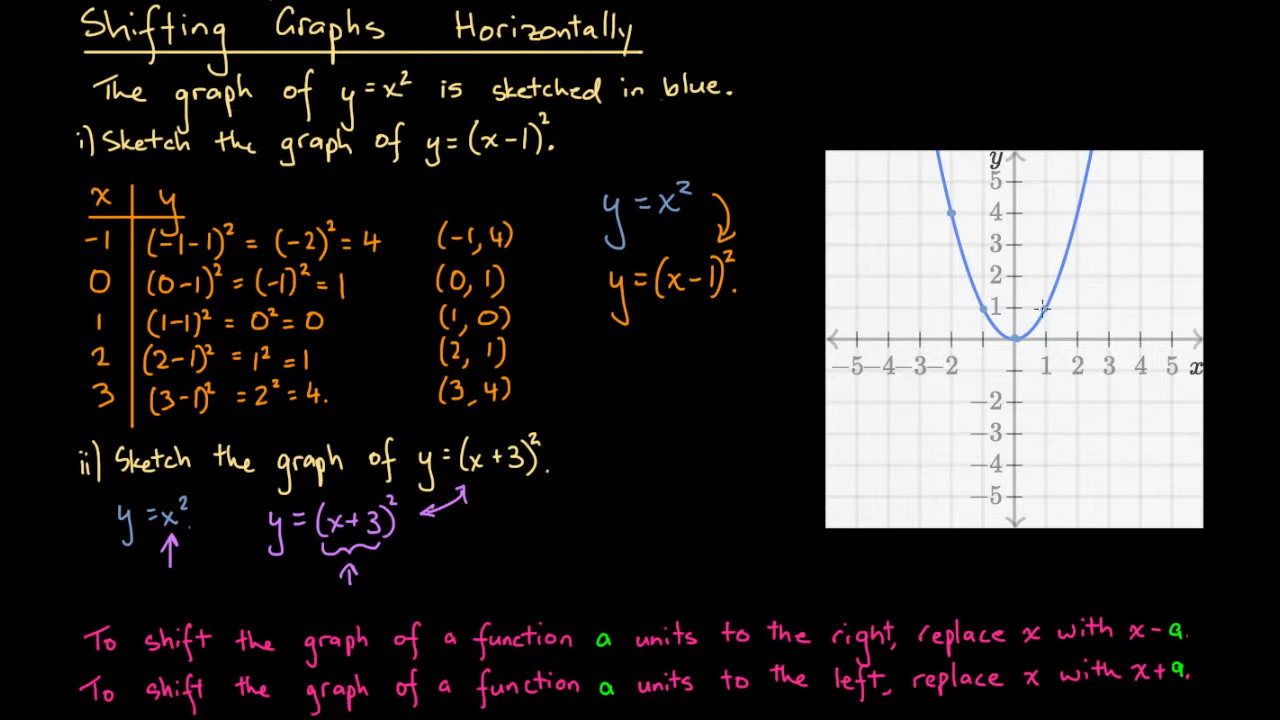 Shifting Graphs Horizontally
The graph of y=x² is sketched in blue.
i) Sketch the graph of y=(x-1)².
x y
-1 (-1-1)² = (-2)² = 4 (-1, 4)
0 (0-1)² = (-1)² = 1 (0, 1)
1 (1-1)² = 0² = 0 (1, 0)
2 (2-1)² = 1² = 1 (2, 1)
3 (3-1)² = 2² = 4. (3, 4)
y = x²
y = (x-1)².
ii) Sketch the graph of y=(x+3)².
y = x². y = (x+3)²
To shift the graph of a function a units to the right, replace x with x-a.
To shift the graph of a function a units to the left, replace x with x+a.
y
5
4
3
2
1
-5 -4 -3 -2 1 2 3 4 5 x
-2
-3
-4
-5